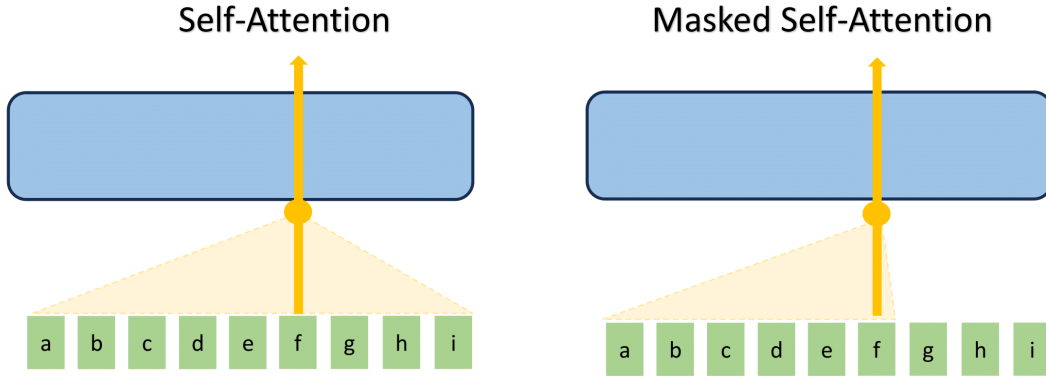 Self-Attention
Masked Self-Attention
a b c d e f g h i
a b c d e f g h i